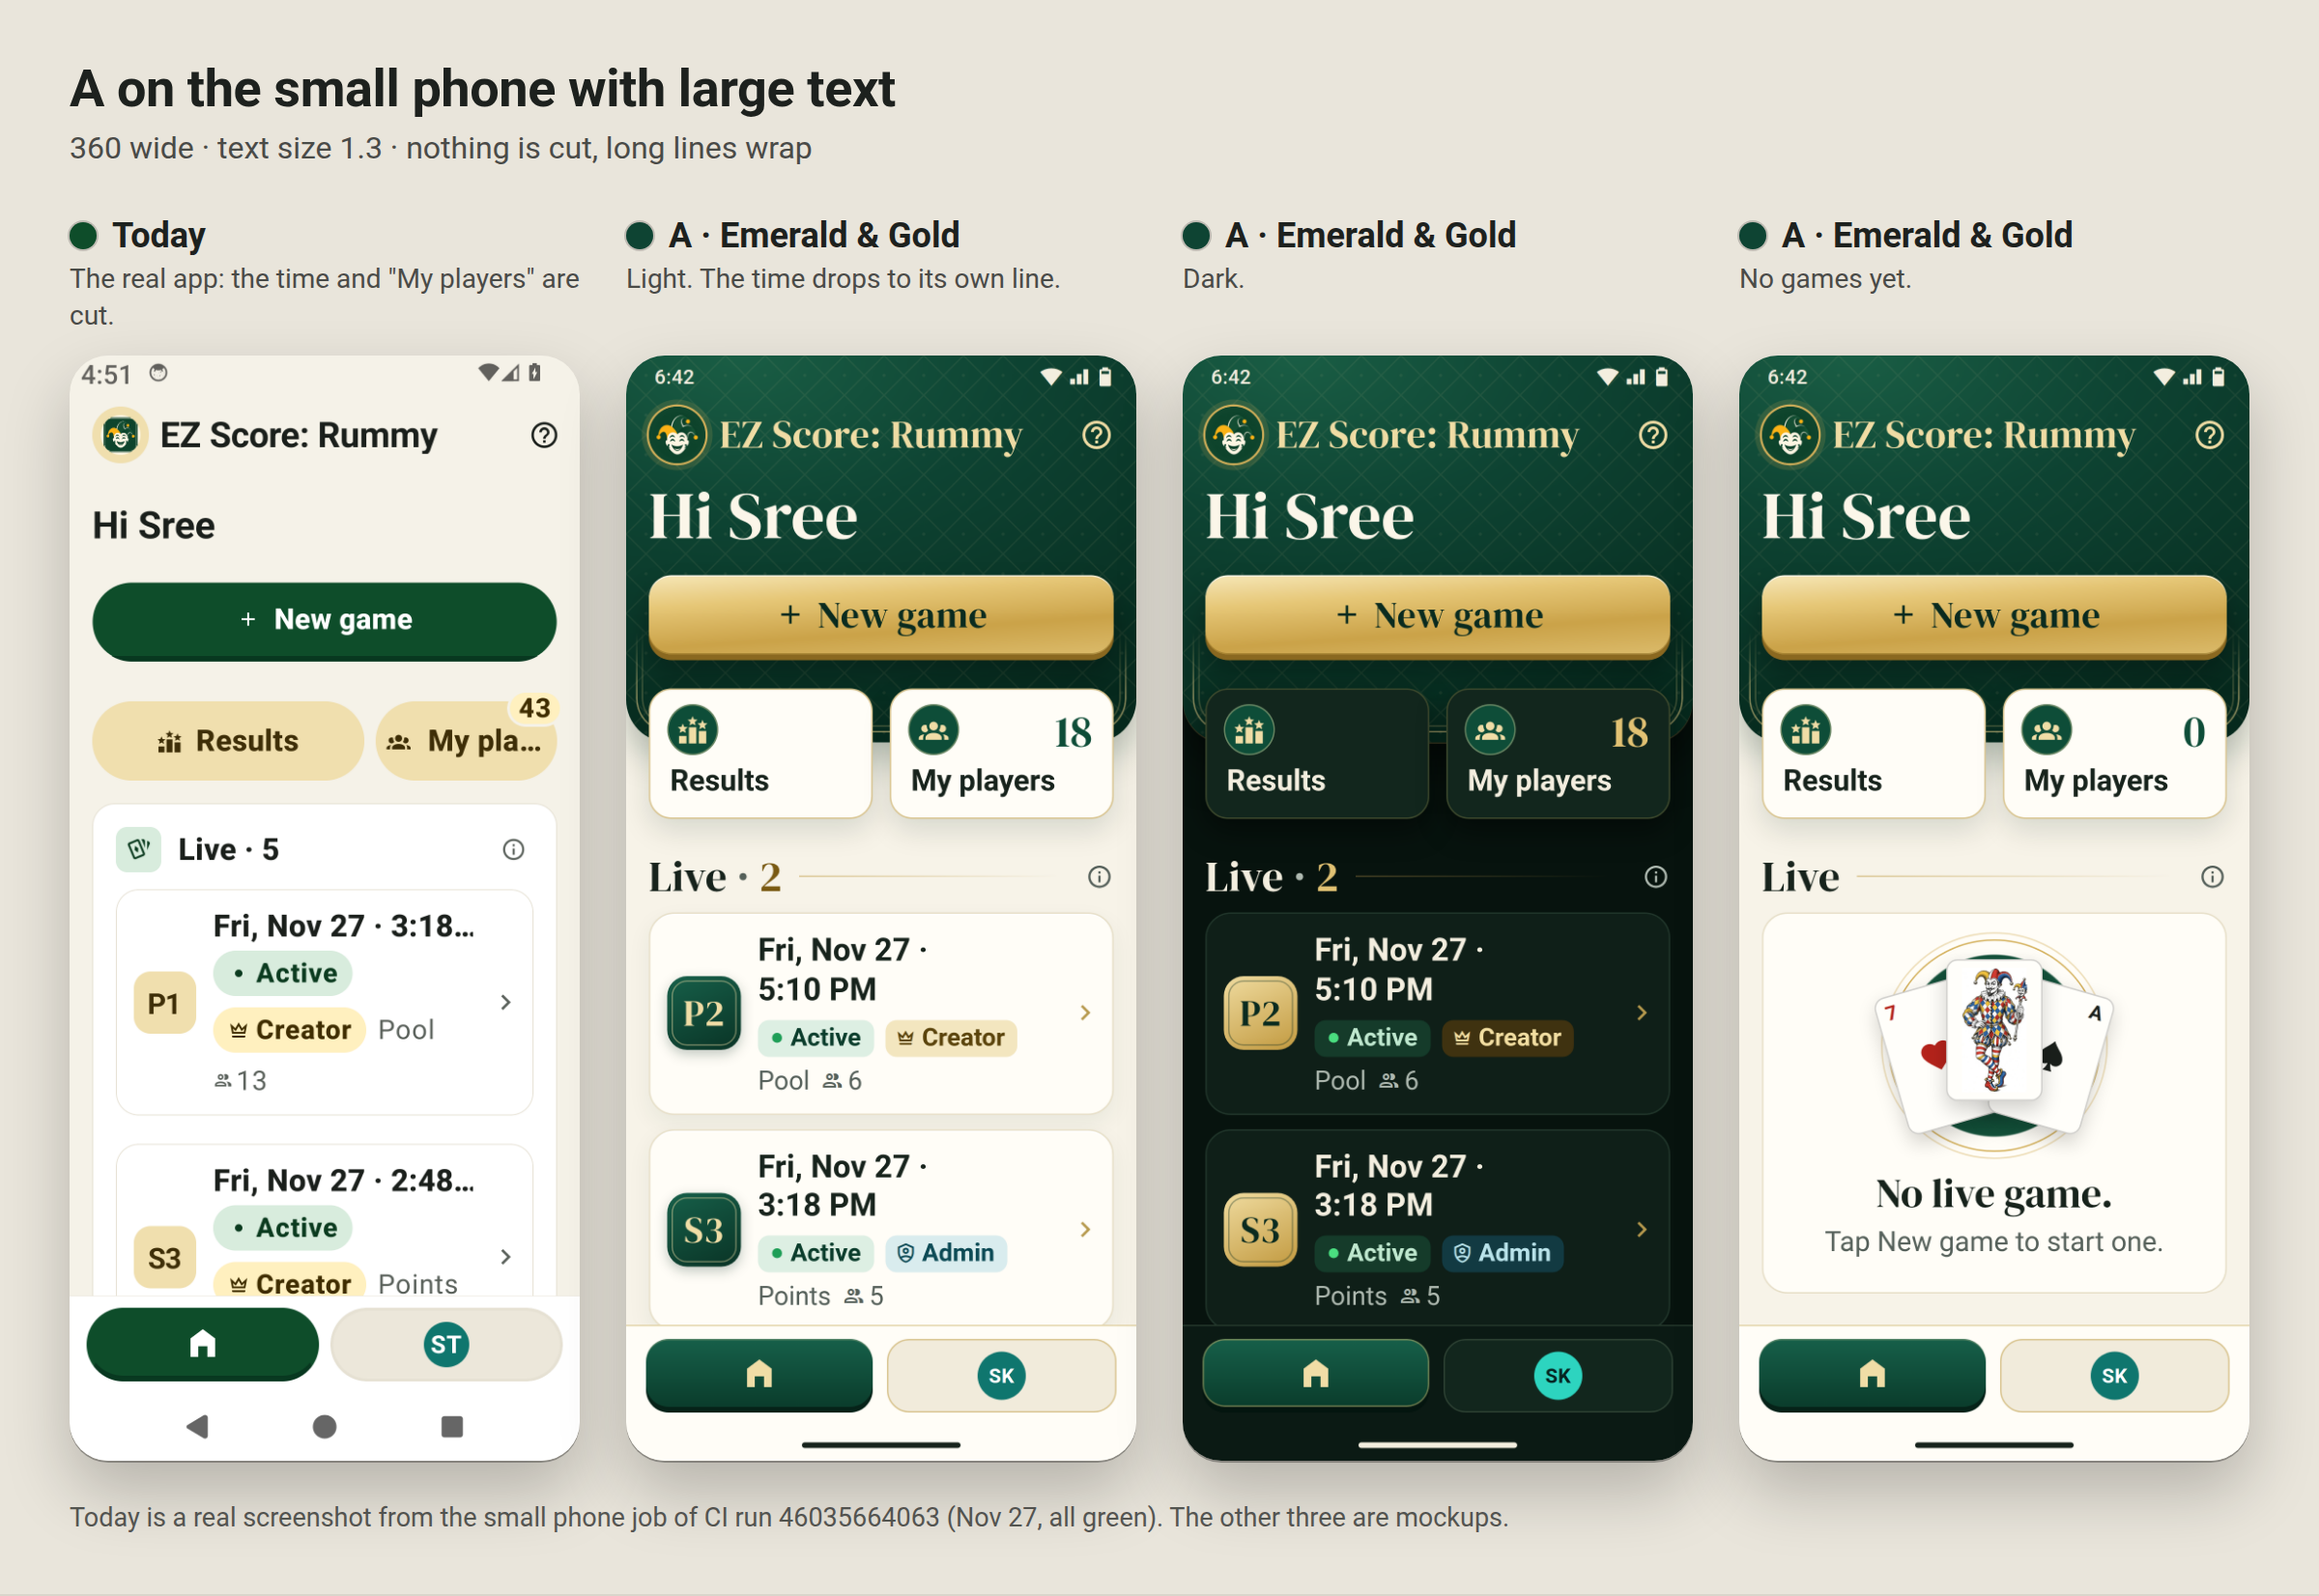 A on the small phone with large text
360 wide · text size 1.3 · nothing is cut, long lines wrap
Today
The real app: the time and "My players" are
cut.
4:51
EZ Score: Rummy
Hi Sree
+ New game
Results
My pla...
43
Live · 5
Fri, Nov 27 · 3:18...
• Active
P1
Creator Pool
13
Fri, Nov 27 · 2:48...
• Active
S3
Creator Points
ST
A · Emerald & Gold
Light. The time drops to its own line.
6:42
EZ Score: Rummy
Hi Sree
+ New game
Results
18
My players
Live · 2
Fri, Nov 27 ·
5:10 PM
P2
• Active Creator
Pool 6
Fri, Nov 27 ·
3:18 PM
S3
• Active Admin
Points 5
SK
A · Emerald & Gold
Dark.
6:42
EZ Score: Rummy
Hi Sree
+ New game
Results
18
My players
Live · 2
Fri, Nov 27 ·
5:10 PM
P2
• Active Creator
Pool 6
Fri, Nov 27 ·
3:18 PM
S3
• Active Admin
Points 5
SK
A · Emerald & Gold
No games yet.
6:42
EZ Score: Rummy
Hi Sree
+ New game
Results
0
My players
Live
7
A
No live game.
Tap New game to start one.
SK
Today is a real screenshot from the small phone job of CI run 46035664063 (Nov 27, all green). The other three are mockups.